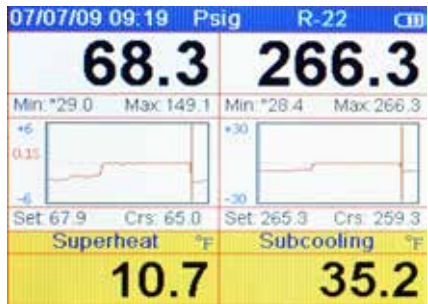 07/07/09 09:19 Psig R-22
68.3 266.3
Min:"29.0 Max:149.1 Min:"28.4 Max:266.3
+6 +30
0.1S
-6 -30
Set:67.9 Crs:65.0 Set:265.3 Crs:259.3
Superheat °F Subcooling °F
10.7 35.2